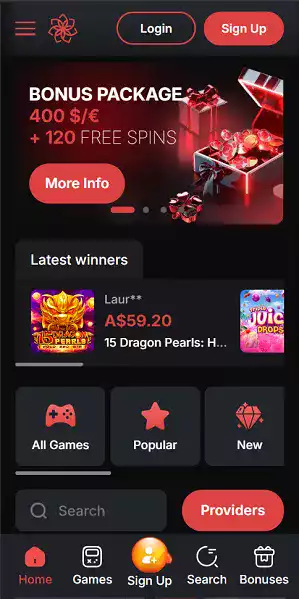 Login
Sign Up
BONUS PACKAGE
400 $/€
+ 120 FREE SPINS
More Info
Latest winners
Laur**
A$59.20
15 Dragon Pearls: H...
15 DRAGON PEARLS
JUIC
DROPS
All Games
Popular
New
Search
Providers
Home
Games
Sign Up
Search
Bonuses